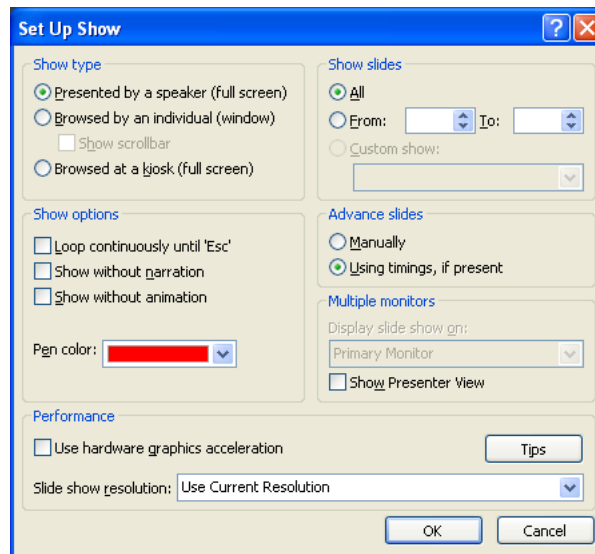 Set Up Show
Show type
Presented by a speaker (full screen)
Browsed by an individual (window)
Show scrollbar
Browsed at a kiosk (full screen)
Show slides
All
From: To:
Custom show:
Show options
Loop continuously until 'Esc'
Show without narration
Show without animation
Pen color:
Advance slides
Manually
Using timings, if present
Multiple monitors
Display slide show on:
Primary Monitor
Show Presenter View
Performance
Use hardware graphics acceleration
Tips
Slide show resolution: Use Current Resolution
OK Cancel